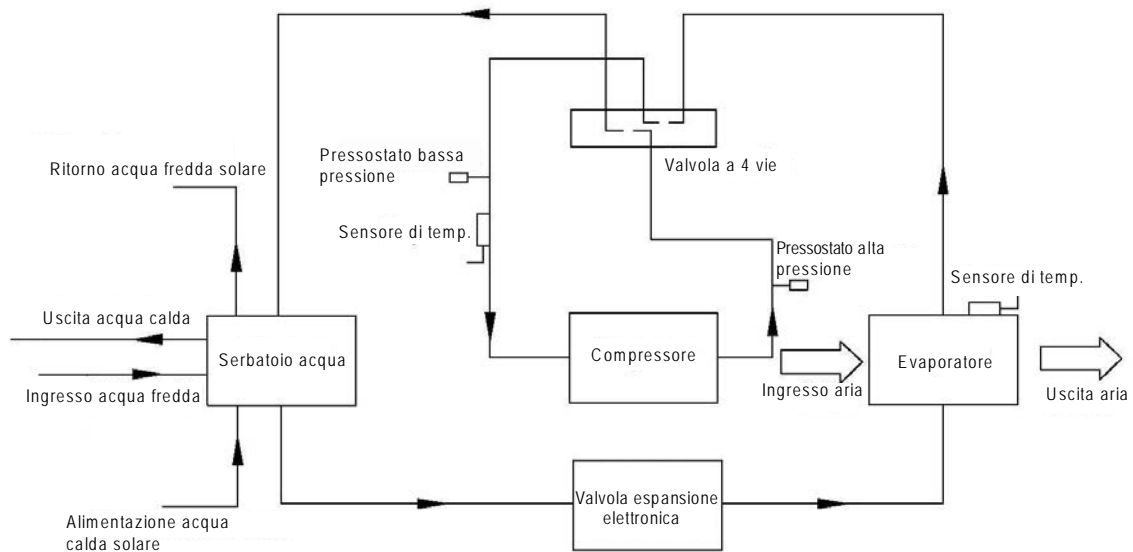 Valvola a 4 vie
Pressostato bassa
pressione
Ritorno acqua fredda solare
Sensore di temp.
Pressostato alta
pressione
Sensore di temp.
Uscita acqua calda
Serbatoio acqua
Compressore
Evaporatore
Ingresso acqua fredda
Ingresso aria
Uscita aria
Valvola espansione
elettronica
Alimentazione acqua
calda solare